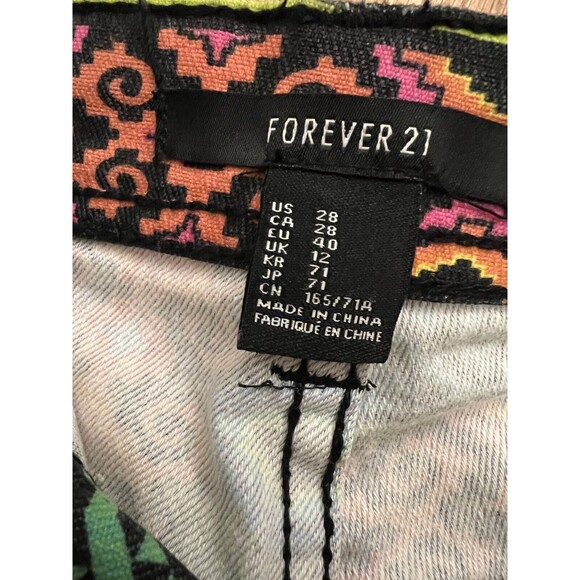 FOREVER 21
US 28
CA 28
EU 40
UK 12
KR 71
JP 71
CN 165/71A
MADE IN CHINA
FABRIQUÉ EN CHINE